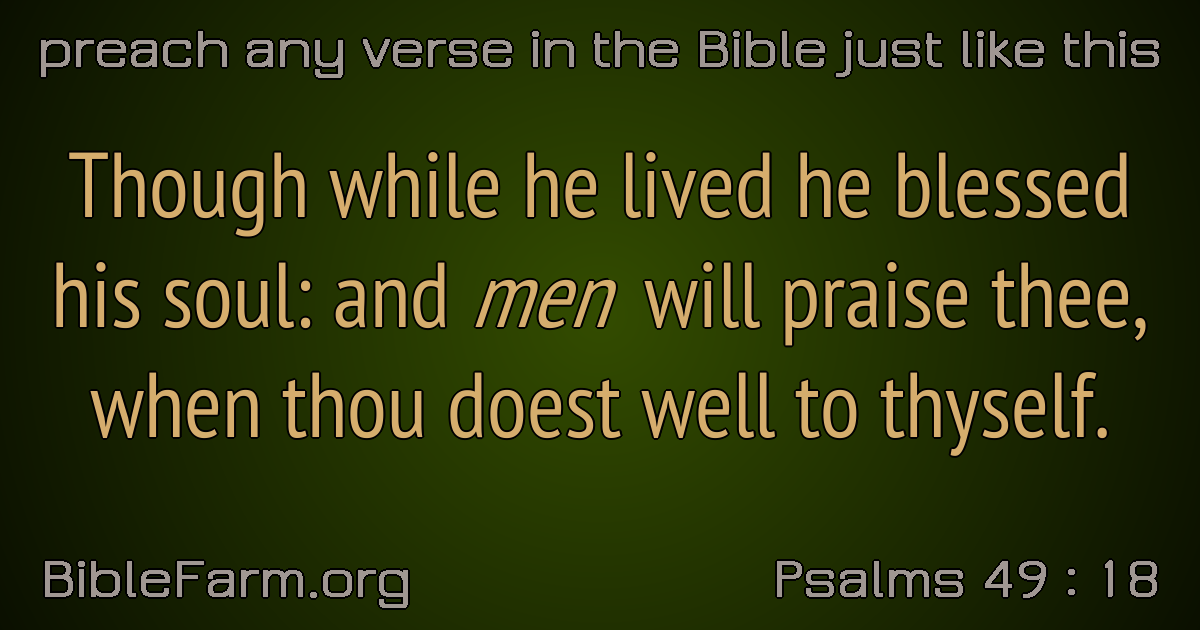 preach any verse in the Bible just like this
Though while he lived he blessed
his soul: and men will praise thee,
when thou doest well to thyself.
BibleFarm.org
Psalms 49 : 18